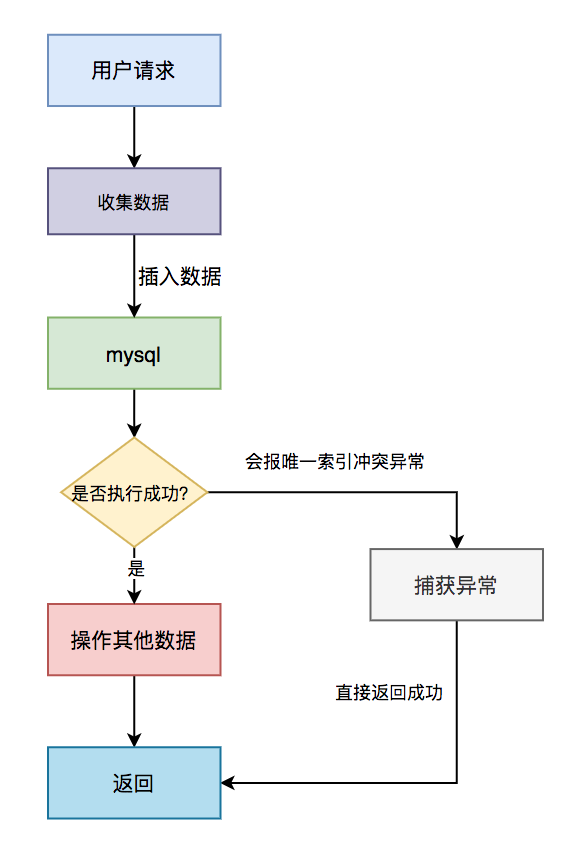 用户请求
收集数据
插入数据
mysql
会报唯一索引冲突异常
是否执行成功?
是
捕获异常
操作其他数据
直接返回成功
返回